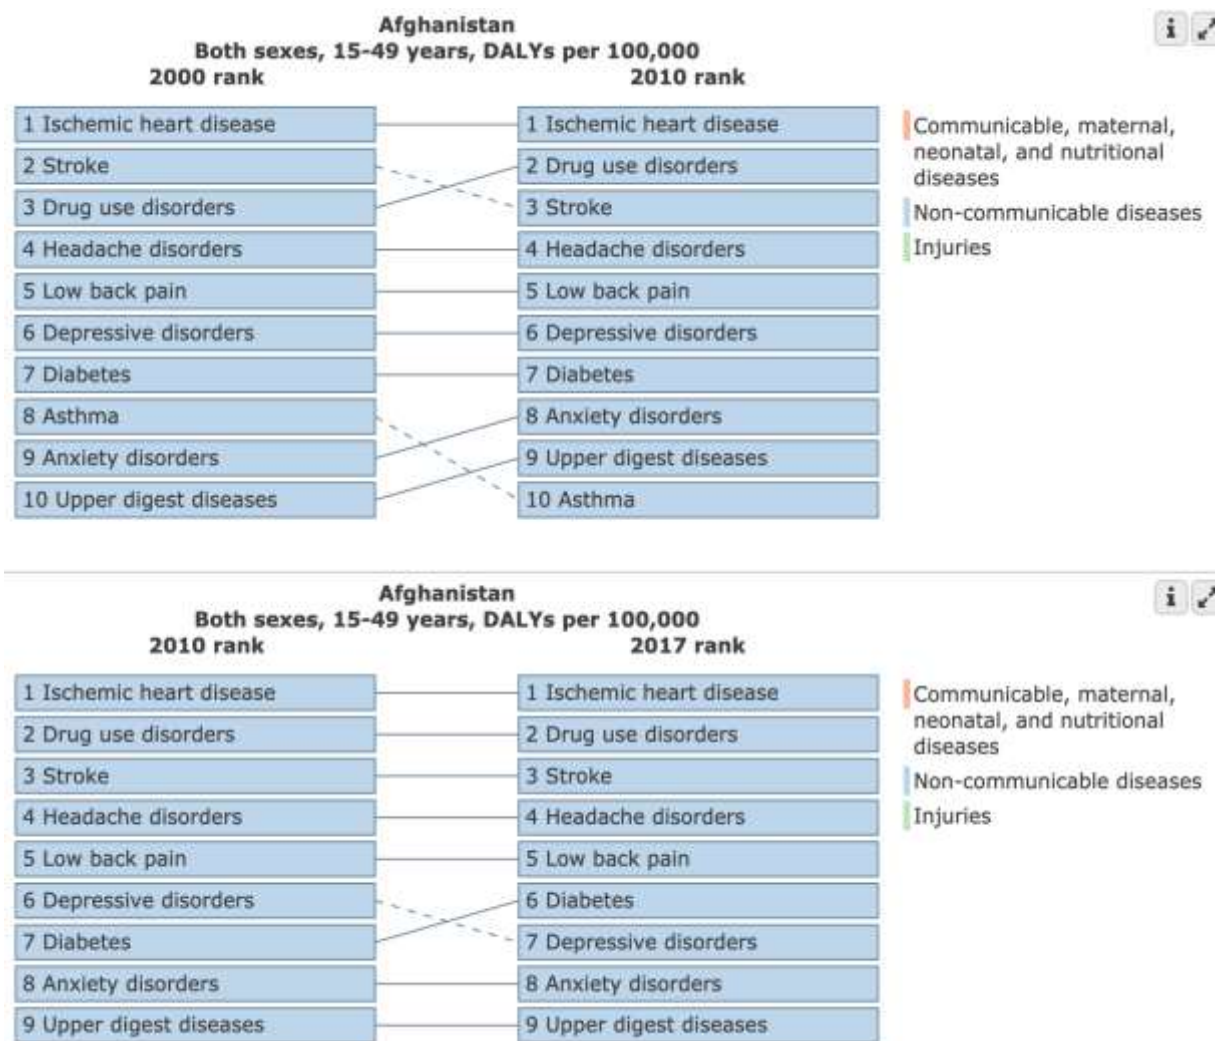 Afghanistan
Both sexes, 15-49 years, DALYs per 100,000
2000 rank
2010 rank
1 Ischemic heart disease
2 Stroke
3 Drug use disorders
4 Headache disorders
5 Low back pain
6 Depressive disorders
7 Diabetes
8 Asthma
9 Anxiety disorders
10 Upper digest diseases
1 Ischemic heart disease
2 Drug use disorders
3 Stroke
4 Headache disorders
5 Low back pain
6 Depressive disorders
7 Diabetes
8 Anxiety disorders
9 Upper digest diseases
10 Asthma
i
Communicable, maternal,
neonatal, and nutritional
diseases
Non-communicable diseases
Injuries
Afghanistan
Both sexes, 15-49 years, DALYs per 100,000
2010 rank
2017 rank
1 Ischemic heart disease
2 Drug use disorders
3 Stroke
4 Headache disorders
5 Low back pain
6 Depressive disorders
7 Diabetes
8 Anxiety disorders
9 Upper digest diseases
1 Ischemic heart disease
2 Drug use disorders
3 Stroke
4 Headache disorders
5 Low back pain
6 Diabetes
7 Depressive disorders
8 Anxiety disorders
9 Upper digest diseases
i
Communicable, maternal,
neonatal, and nutritional
diseases
Non-communicable diseases
Injuries